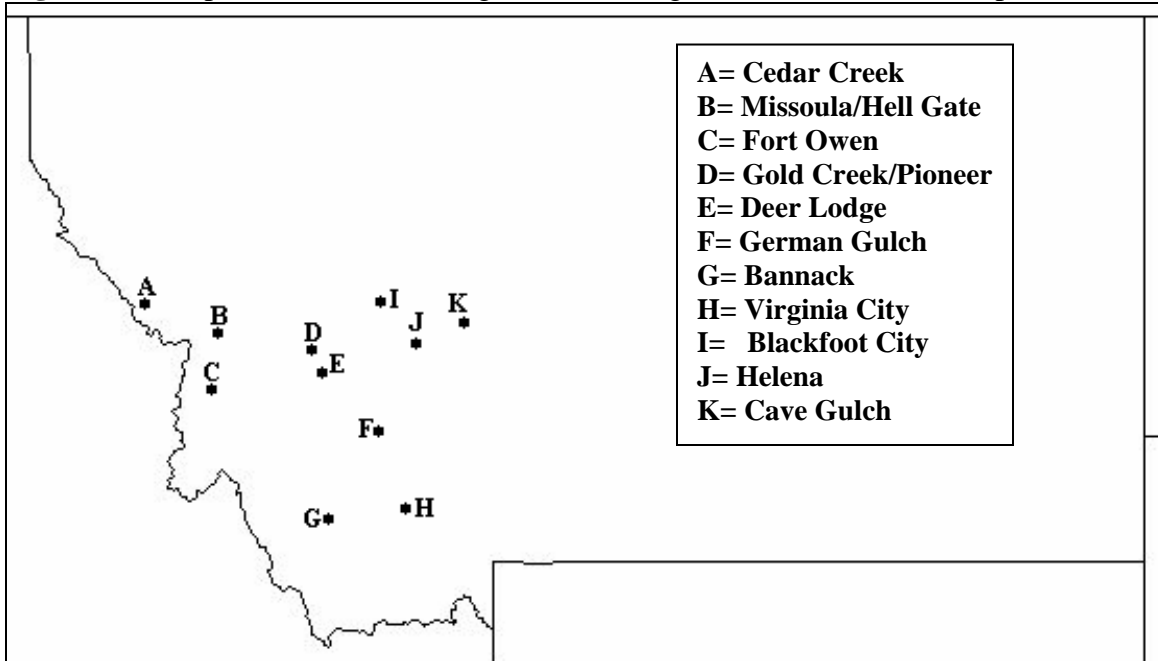 A= Cedar Creek
B= Missoula/Hell Gate
C= Fort Owen
D= Gold Creek/Pioneer
E= Deer Lodge
F= German Gulch
G= Bannack
H= Virginia City
I= Blackfoot City
J= Helena
K= Cave Gulch
A
B
C
D
E
F
G
H
I
J
K